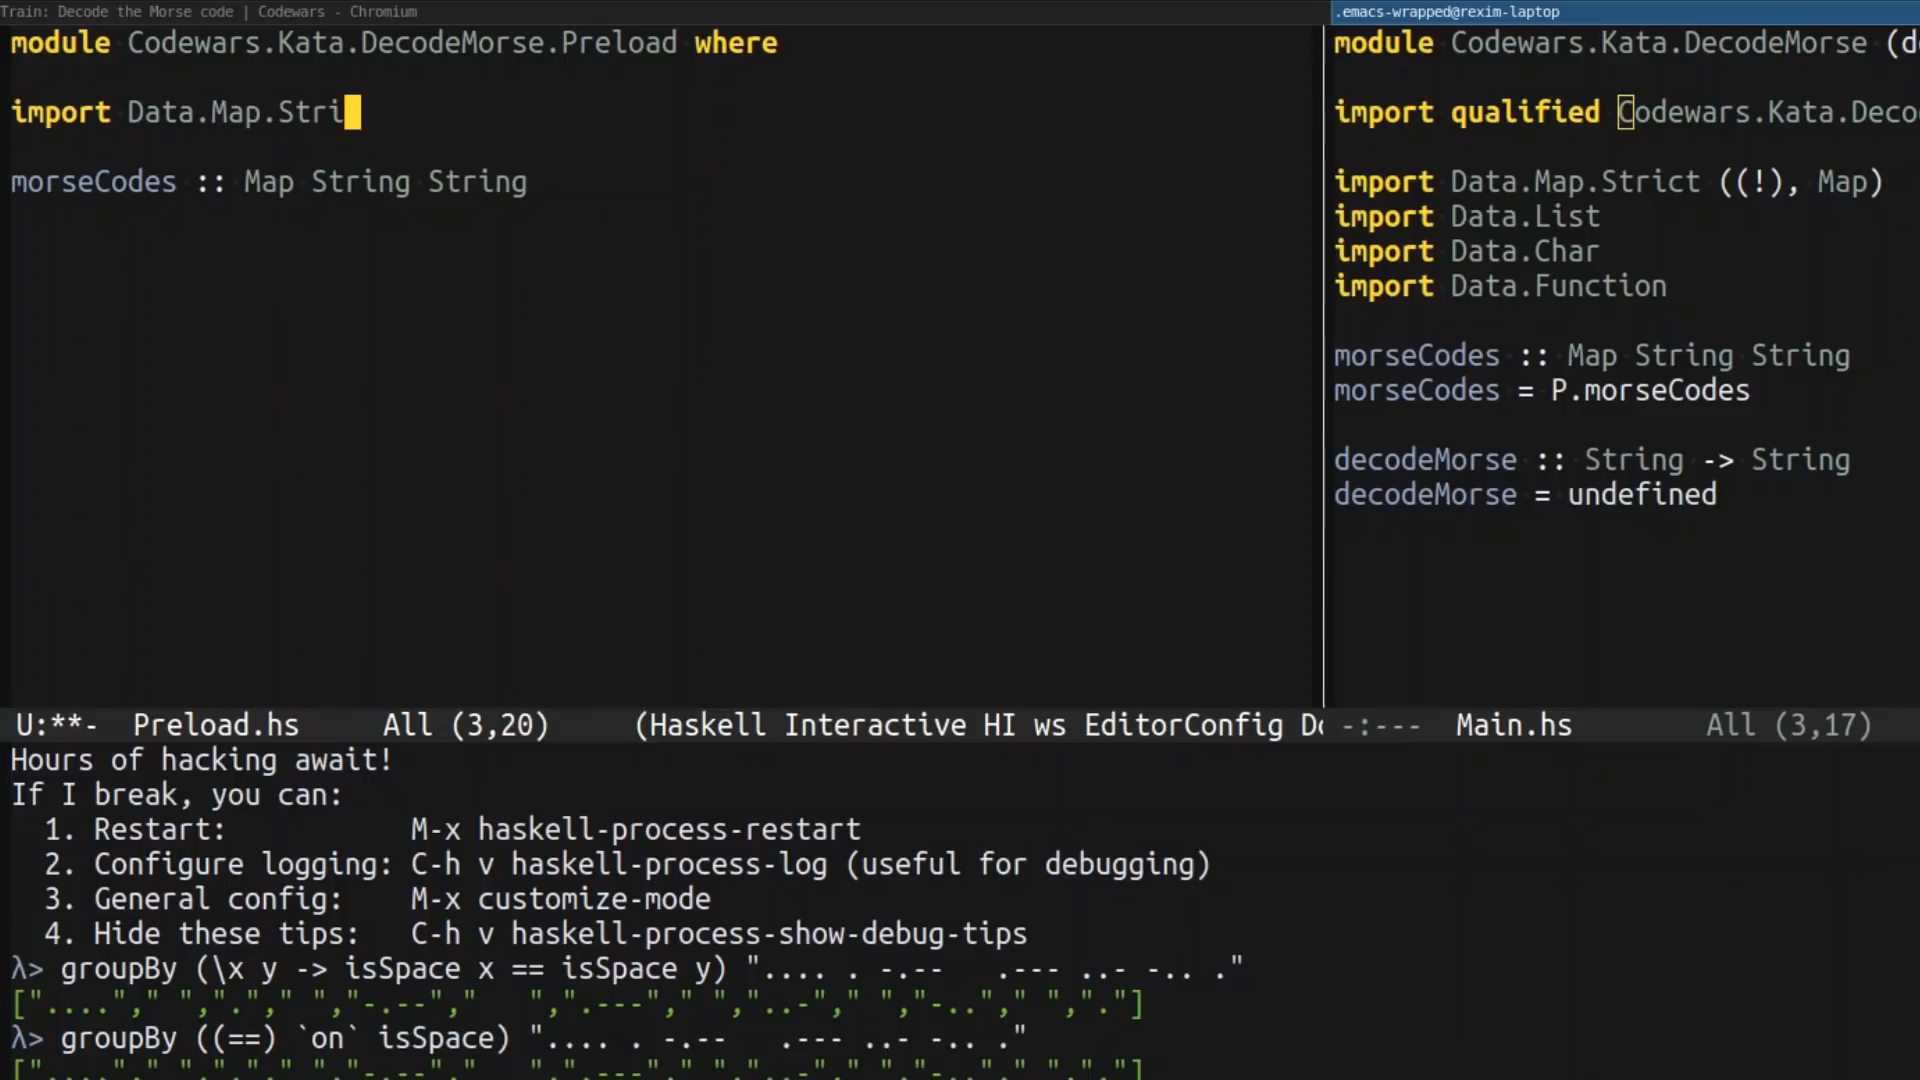 Train: Decode the Morse code | Codewars - Chromium
.emacs-wrapped@rexim-laptop
module Codewars.Kata.DecodeMorse.Preload where
import Data.Map.Stri
morseCodes :: Map String String
module Codewars.Kata.DecodeMorse (de
import qualified Codewars.Kata.Deco
import Data.Map.Strict ((!), Map)
import Data.List
import Data.Char
import Data.Function
morseCodes :: Map String String
morseCodes = P.morseCodes
decodeMorse :: String -> String
decodeMorse = undefined
U:**-  Preload.hs     All (3,20)     (Haskell Interactive HI ws EditorConfig Do
-:---  Main.hs        All (3,17)
Hours of hacking await!
If I break, you can:
  1. Restart:           M-x haskell-process-restart
  2. Configure logging: C-h v haskell-process-log (useful for debugging)
  3. General config:    M-x customize-mode
  4. Hide these tips:   C-h v haskell-process-show-debug-tips
λ> groupBy (\x y -> isSpace x == isSpace y) ".... . -.--   .--- ..- -.. ."
["...."," ","."," ","-.--","   ",".---"," ","..-"," ","-.."," ","."]
λ> groupBy ((==) `on` isSpace) ".... . -.--   .--- ..- -.. ."
["...."," ","."," ","-.--","   ",".---"," ","..-"," ","-.."," ","."]